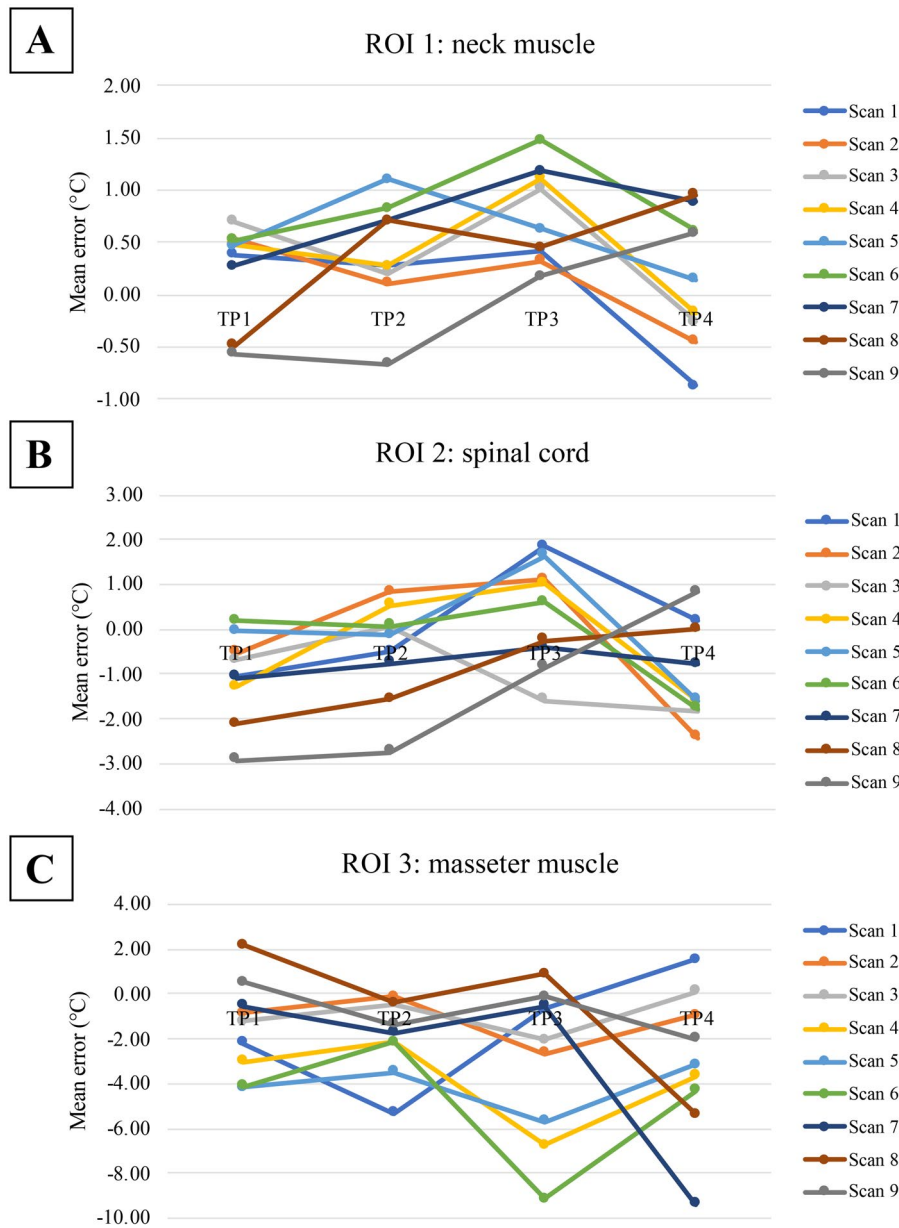 A
ROI 1: neck muscle
Mean error (°C)
2.00
1.50
1.00
0.50
0.00
-0.50
-1.00
TP1 TP2 TP3 TP4
Scan 1
Scan 2
Scan 3
Scan 4
Scan 5
Scan 6
Scan 7
Scan 8
Scan 9
B
ROI 2: spinal cord
Mean error (°C)
3.00
2.00
1.00
0.00
-1.00
-2.00
-3.00
-4.00
TP1 TP2 TP3 TP4
Scan 1
Scan 2
Scan 3
Scan 4
Scan 5
Scan 6
Scan 7
Scan 8
Scan 9
C
ROI 3: masseter muscle
Mean error (°C)
4.00
2.00
0.00
-2.00
-4.00
-6.00
-8.00
-10.00
TP1 TP2 TP3 TP4
Scan 1
Scan 2
Scan 3
Scan 4
Scan 5
Scan 6
Scan 7
Scan 8
Scan 9